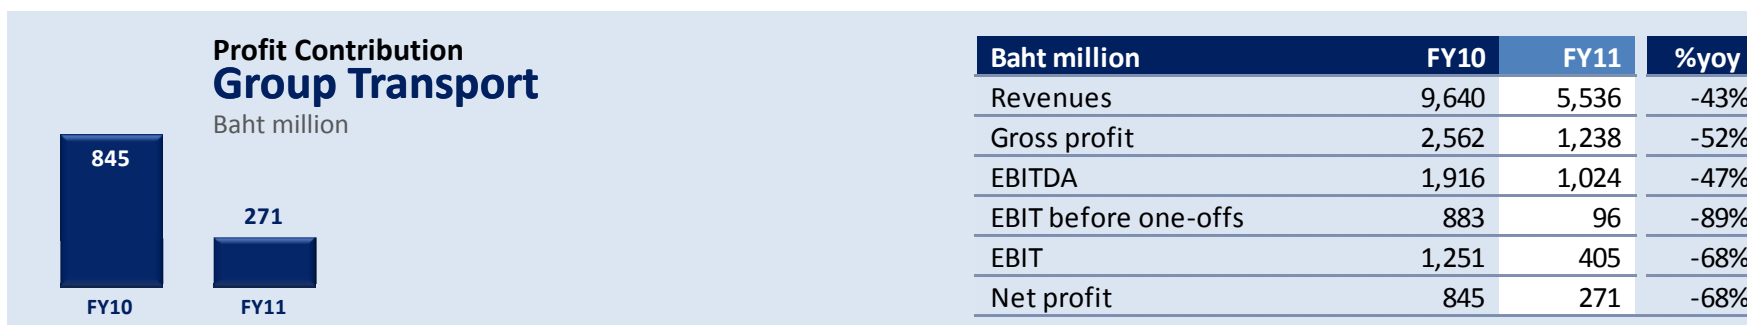 Profit Contribution
Group Transport
Baht million
845
271
FY10 FY11
Baht million FY10 FY11 %yoy
Revenues 9,640 5,536 -43%
Gross profit 2,562 1,238 -52%
EBITDA 1,916 1,024 -47%
EBIT before one-offs 883 96 -89%
EBIT 1,251 405 -68%
Net profit 845 271 -68%